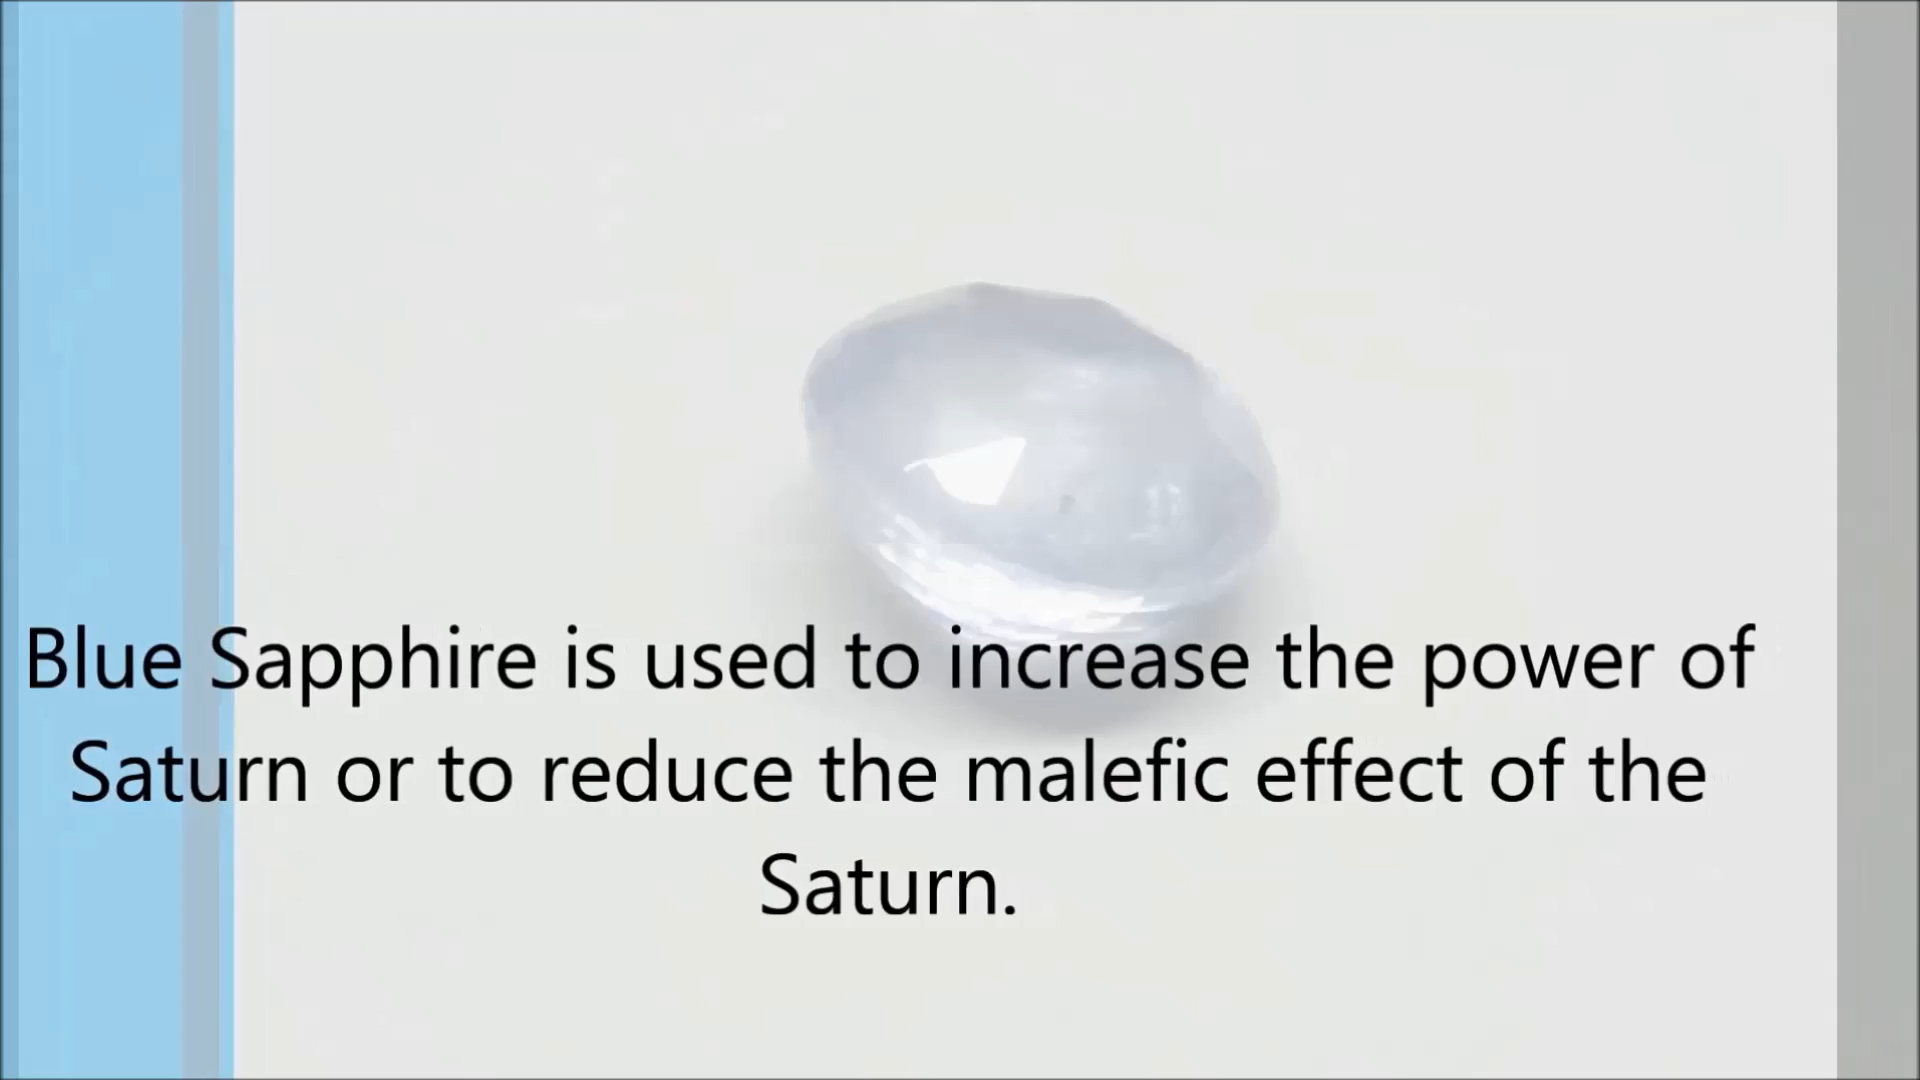 Blue Sapphire is used to increase the power of
Saturn or to reduce the malefic effect of the
Saturn.